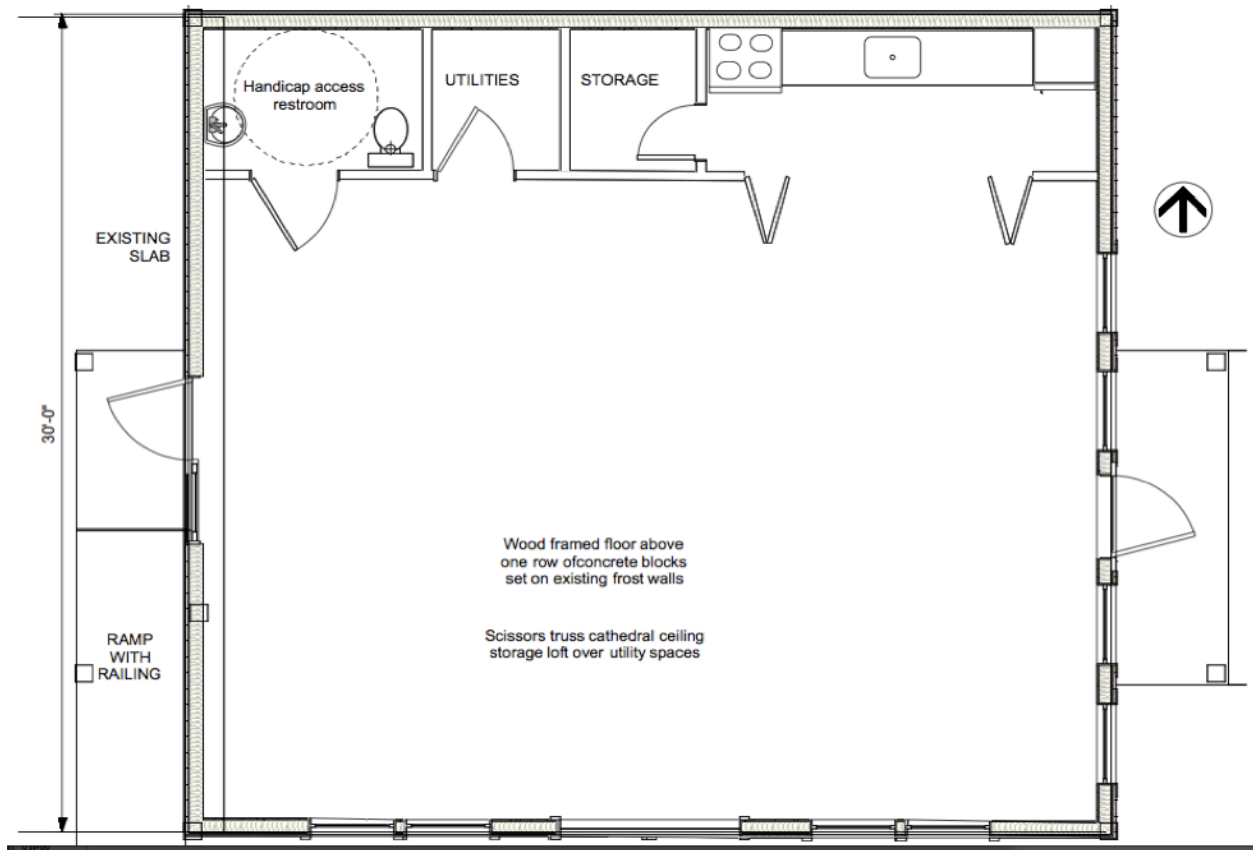 Handicap access
restroom
UTILITIES
STORAGE
EXISTING
SLAB
30'-0"
Wood framed floor above
one row ofconcrete blocks
set on existing frost walls
Scissors truss cathedral ceiling
storage loft over utility spaces
RAMP
WITH
RAILING